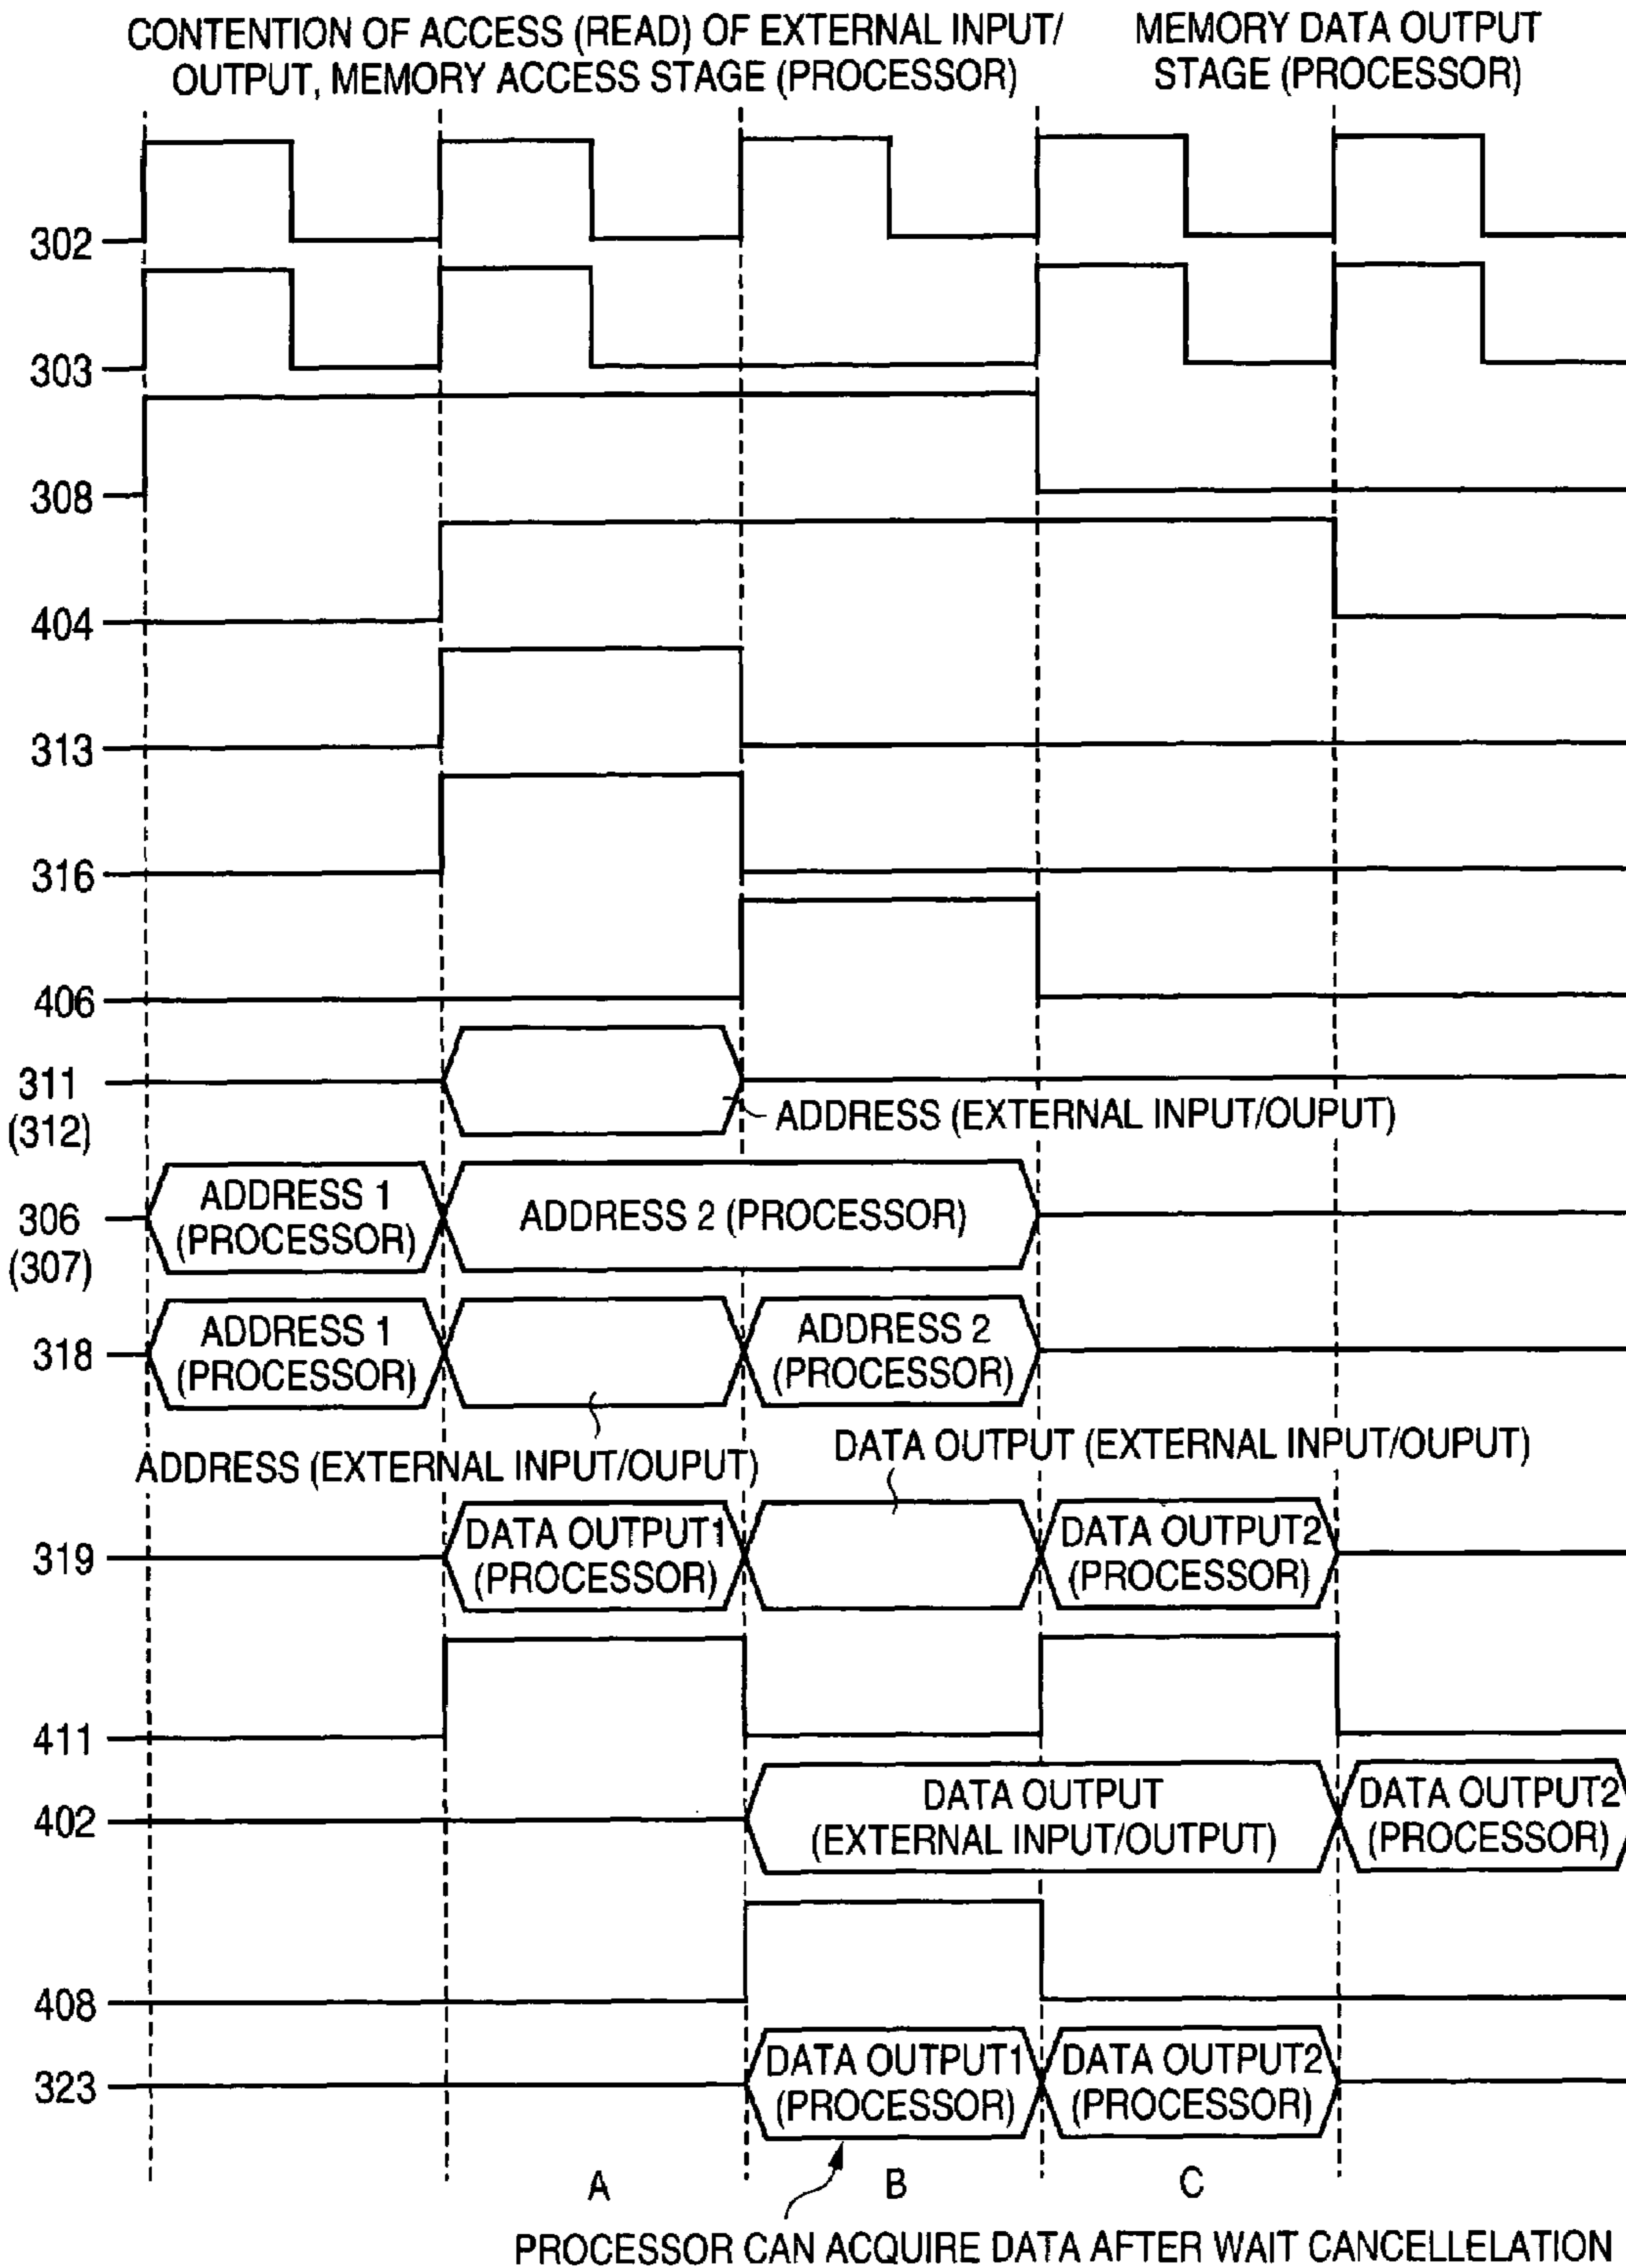 CONTENTION OF ACCESS (READ) OF EXTERNAL INPUT/
OUTPUT, MEMORY ACCESS STAGE (PROCESSOR)
MEMORY DATA OUTPUT
STAGE (PROCESSOR)
302
303
308
404
313
316
406
311
(312)
ADDRESS (EXTERNAL INPUT/OUPUT)
306
(307)
ADDRESS 1
(PROCESSOR)
ADDRESS 2 (PROCESSOR)
318
ADDRESS 1
(PROCESSOR)
ADDRESS 2
(PROCESSOR)
ADDRESS (EXTERNAL INPUT/OUPUT)
DATA OUTPUT (EXTERNAL INPUT/OUPUT)
319
DATA OUTPUT1
(PROCESSOR)
DATA OUTPUT2
(PROCESSOR)
411
402
DATA OUTPUT
(EXTERNAL INPUT/OUTPUT)
DATA OUTPUT2
(PROCESSOR)
408
323
DATA OUTPUT1
(PROCESSOR)
DATA OUTPUT2
(PROCESSOR)
A
B
C
PROCESSOR CAN ACQUIRE DATA AFTER WAIT CANCELLELATION